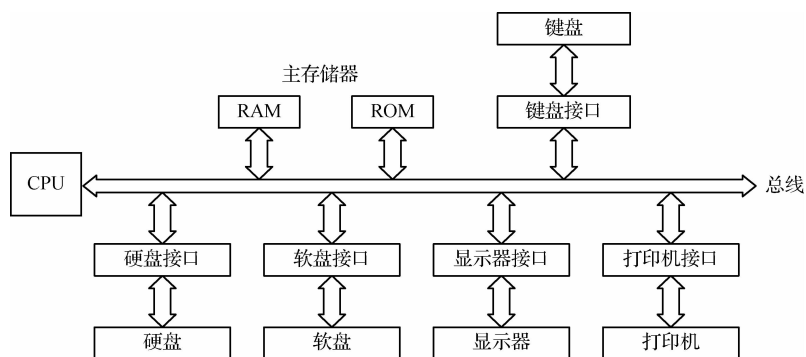 键盘
主存储器
RAM
ROM
键盘接口
CPU
总线
硬盘接口
软盘接口
显示器接口
打印机接口
硬盘
软盘
显示器
打印机